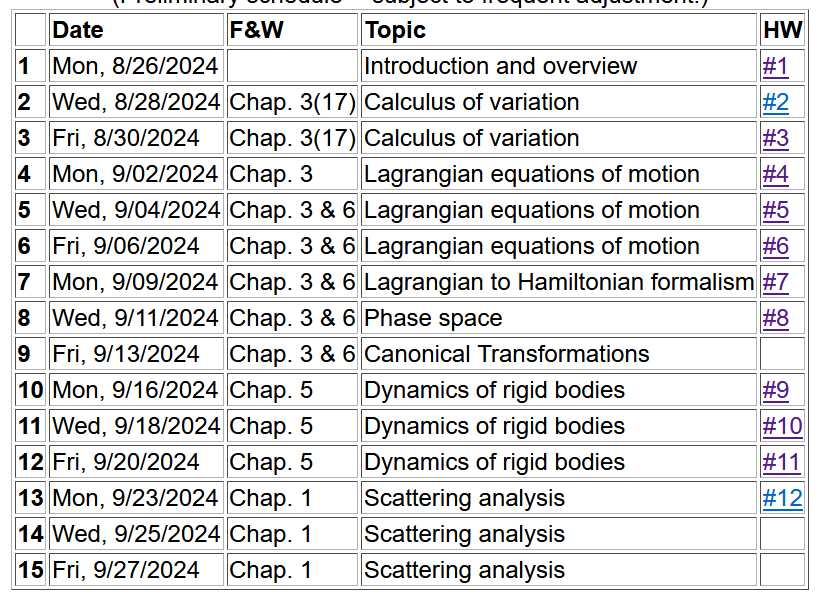 (Preliminary schedule -- subject to frequent adjustment.)
Date F&W Topic HW
1 Mon, 8/26/2024 Introduction and overview #1
2 Wed, 8/28/2024 Chap. 3(17) Calculus of variation #2
3 Fri, 8/30/2024 Chap. 3(17) Calculus of variation #3
4 Mon, 9/02/2024 Chap. 3 Lagrangian equations of motion #4
5 Wed, 9/04/2024 Chap. 3 & 6 Lagrangian equations of motion #5
6 Fri, 9/06/2024 Chap. 3 & 6 Lagrangian equations of motion #6
7 Mon, 9/09/2024 Chap. 3 & 6 Lagrangian to Hamiltonian formalism #7
8 Wed, 9/11/2024 Chap. 3 & 6 Phase space #8
9 Fri, 9/13/2024 Chap. 3 & 6 Canonical Transformations
10 Mon, 9/16/2024 Chap. 5 Dynamics of rigid bodies #9
11 Wed, 9/18/2024 Chap. 5 Dynamics of rigid bodies #10
12 Fri, 9/20/2024 Chap. 5 Dynamics of rigid bodies #11
13 Mon, 9/23/2024 Chap. 1 Scattering analysis #12
14 Wed, 9/25/2024 Chap. 1 Scattering analysis
15 Fri, 9/27/2024 Chap. 1 Scattering analysis